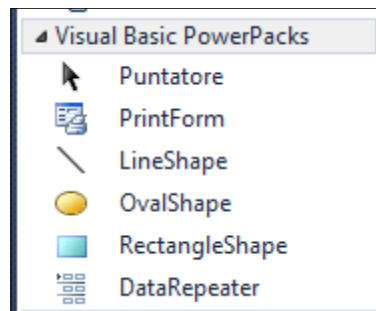 Visual Basic PowerPacks
Puntatore
PrintForm
LineShape
OvalShape
RectangleShape
DataRepeater